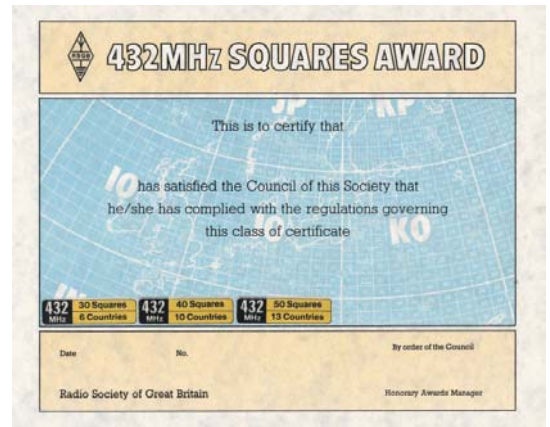 RSGB
432MHz SQUARES AWARD
JP
KP
This is to certify that
IO
has satisfied the Council of this Society that
he/she has complied with the regulations governing
JO
KO
this class of certificate
432 MHz 30 Squares 6 Countries
432 MHz 40 Squares 10 Countries
432 MHz 50 Squares 13 Countries
Date No. By order of the Council
Radio Society of Great Britain Honorary Awards Manager